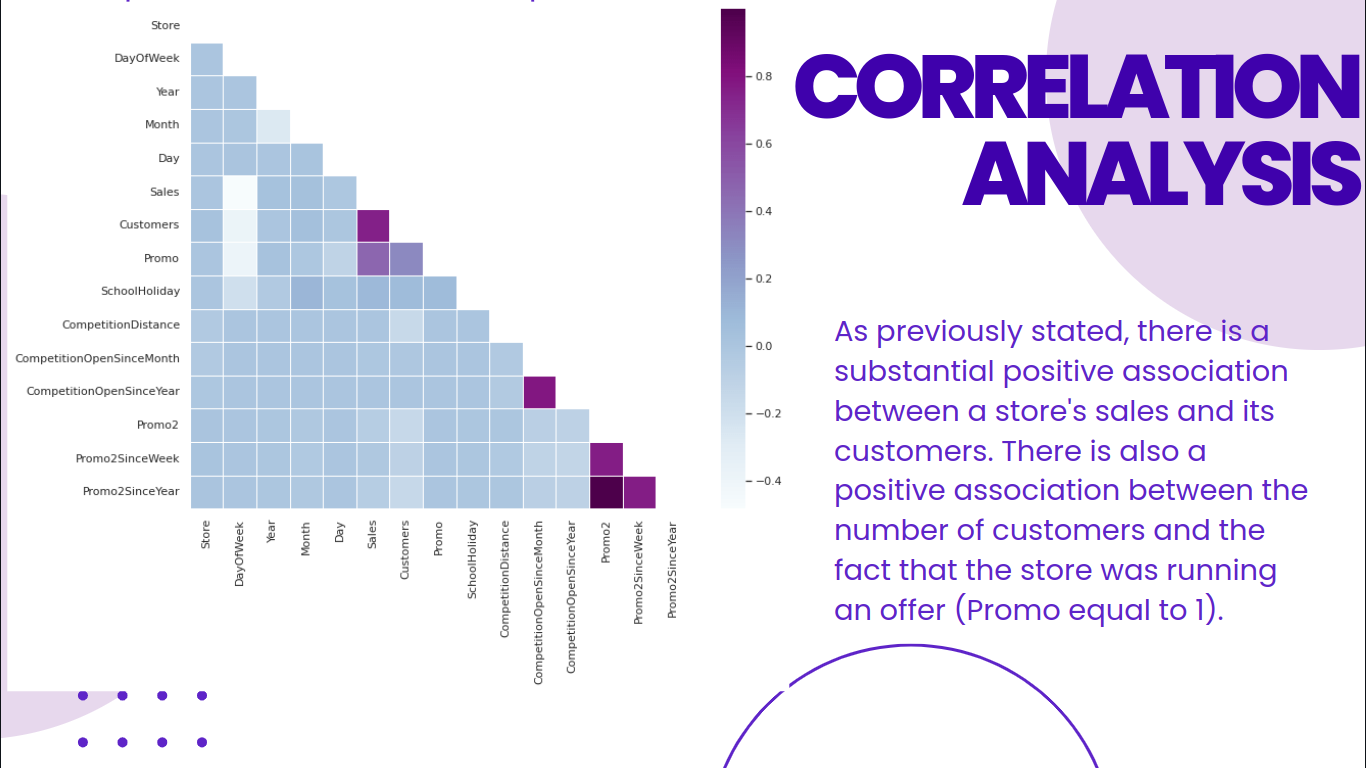 Store
DayOfWeek
Year
Month
Day
Sales
Customers
Promo
SchoolHoliday
CompetitionDistance
CompetitionOpenSinceMonth
CompetitionOpenSinceYear
Promo2
Promo2SinceWeek
Promo2SinceYear
Store
DayOfWeek
Year
Month
Day
Sales
Customers
Promo
SchoolHoliday
CompetitionDistance
CompetitionOpenSinceMonth
CompetitionOpenSinceYear
Promo2
Promo2SinceWeek
Promo2SinceYear
0.8
0.6
0.4
0.2
0.0
−0.2
−0.4
CORRELATION
ANALYSIS
As previously stated, there is a
substantial positive association
between a store's sales and its
customers. There is also a
positive association between the
number of customers and the
fact that the store was running
an offer (Promo equal to 1).